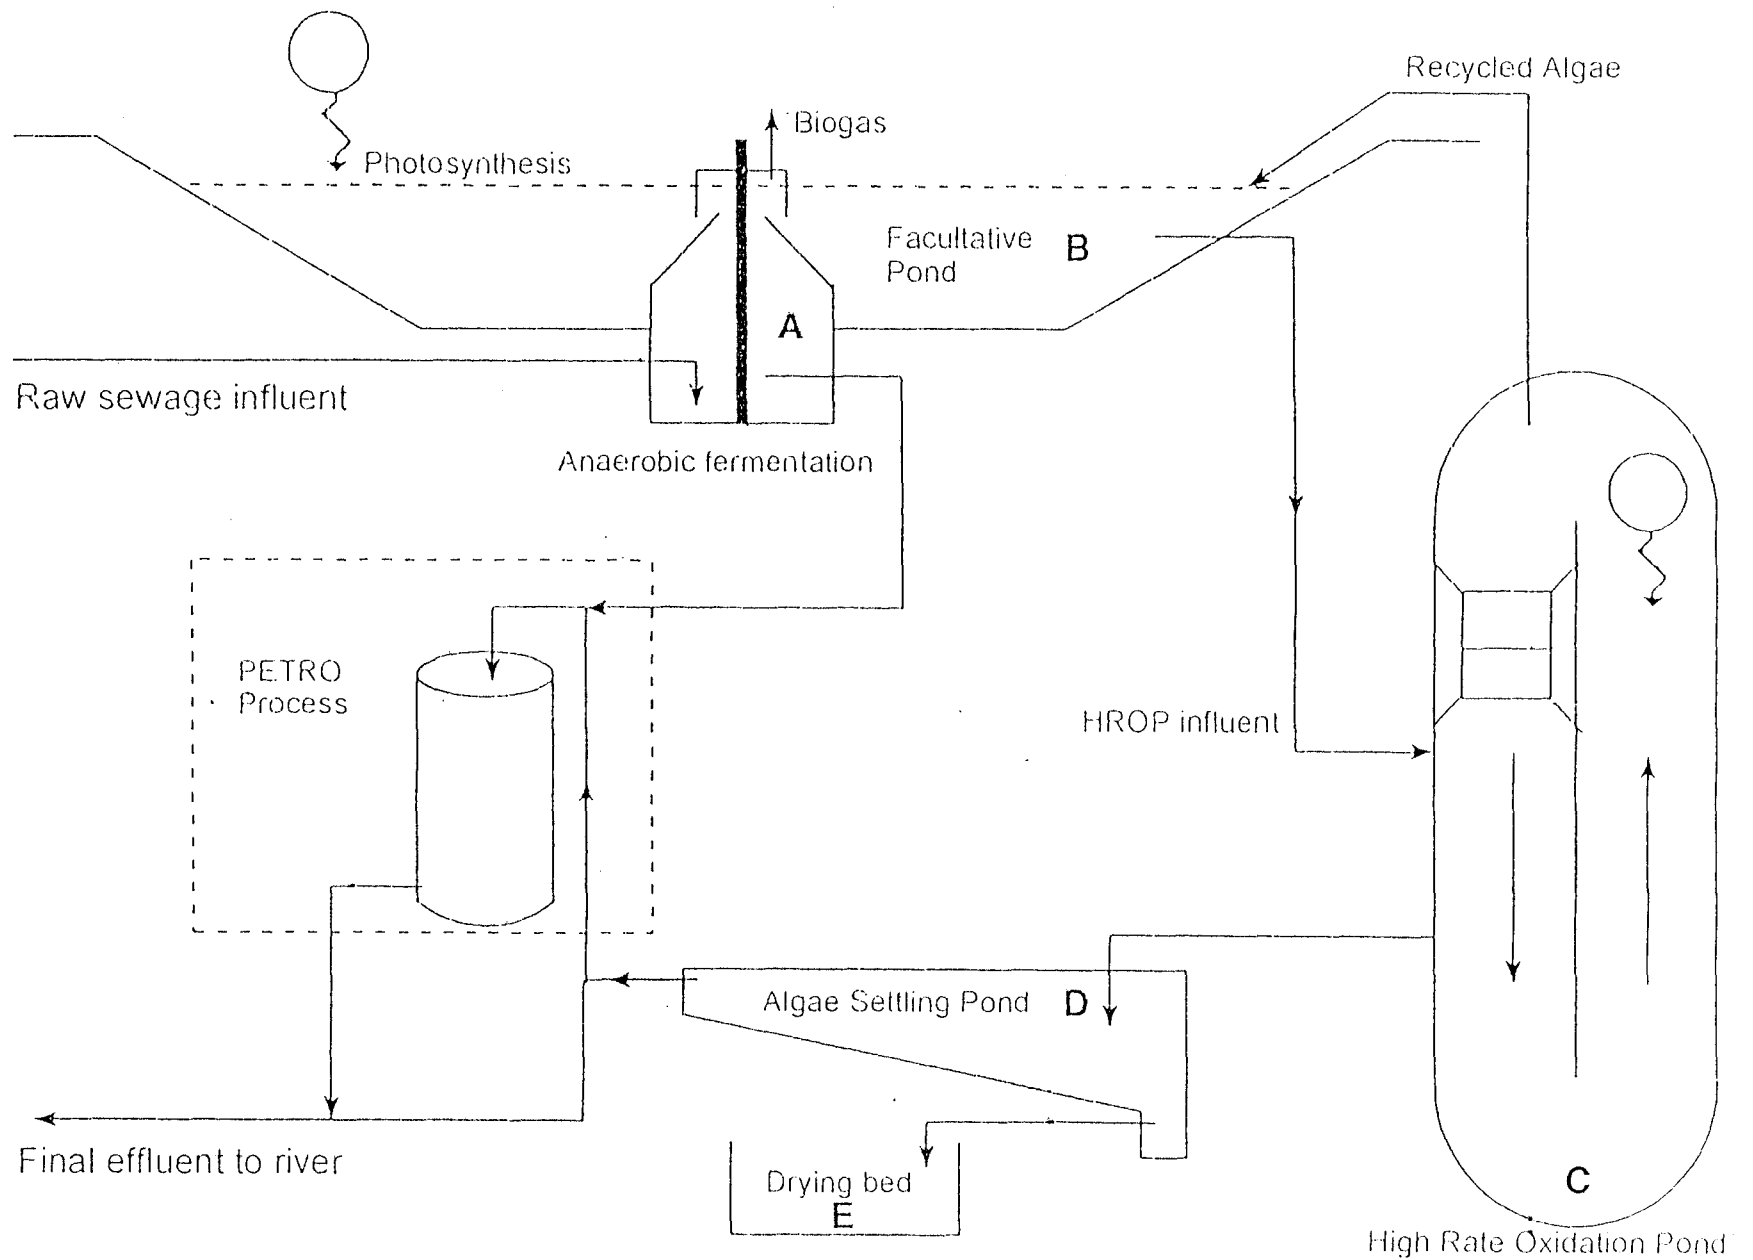 Recycled Algae
Biogas
Photosynthesis
Facultative
Pond
B
A
Raw sewage influent
Anaerobic fermentation
PETRO
Process
HROP influent
Algae Settling Pond D
Final effluent to river
Drying bed
E
C
High Rate Oxidation Pond